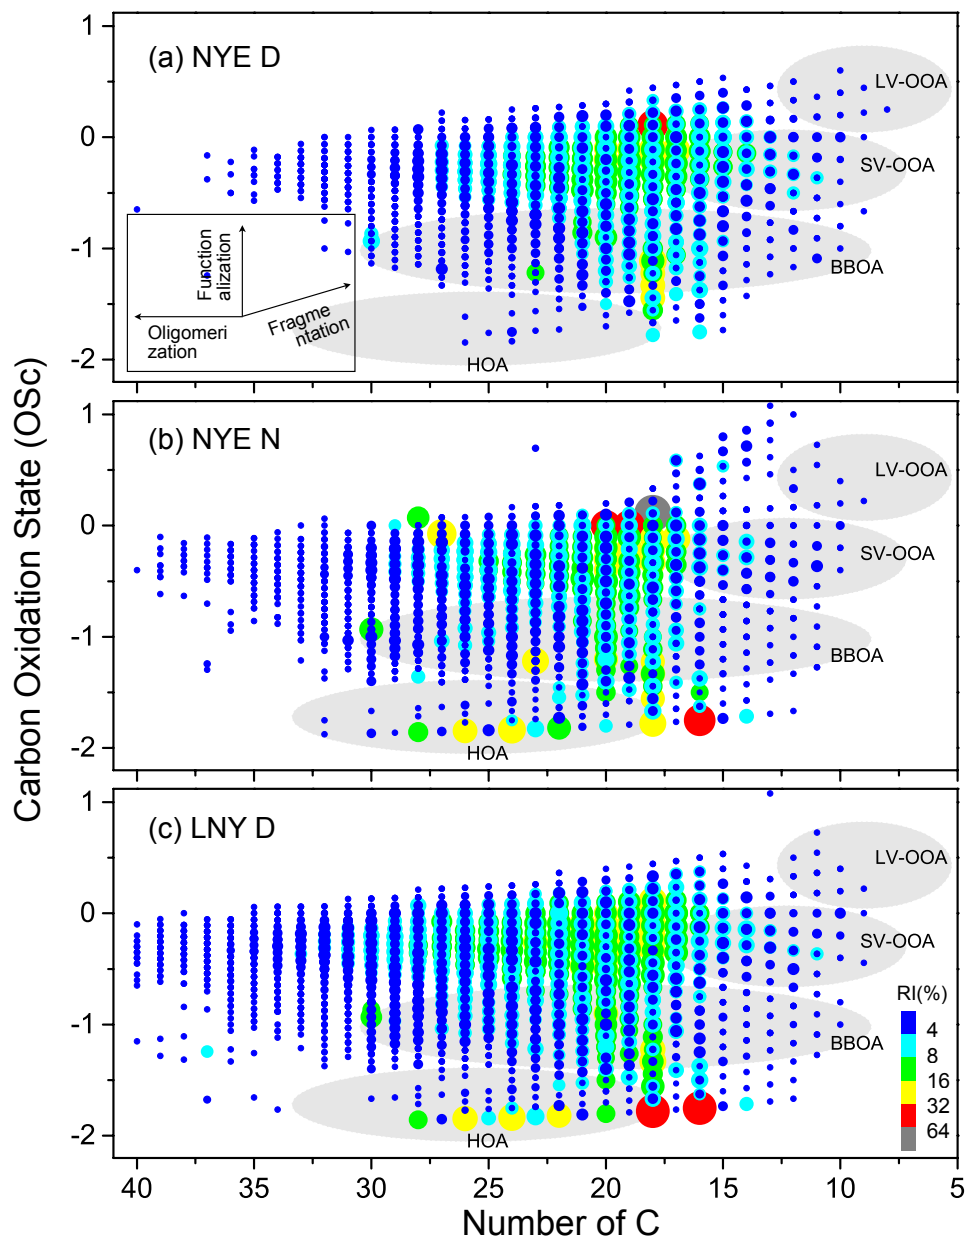 Carbon Oxidation State (OSc)
1
0
-1
-2
(a) NYE D
LV-OOA
SV-OOA
BBOA
HOA
Function
alization
Oligomeri
zation
Fragme
ntation
1
0
-1
-2
(b) NYE N
LV-OOA
SV-OOA
BBOA
HOA
1
0
-1
-2
(c) LNY D
LV-OOA
SV-OOA
BBOA
HOA
RI(%)
4
8
16
32
64
40 35 30 25 20 15 10 5
Number of C